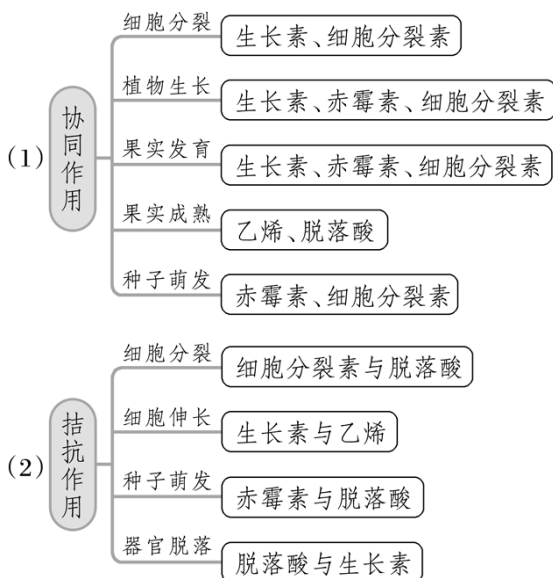 细胞分裂
生长素、细胞分裂素
植物生长
生长素、赤霉素、细胞分裂素
(1)
协同作用
果实发育
生长素、赤霉素、细胞分裂素
果实成熟
乙烯、脱落酸
种子萌发
赤霉素、细胞分裂素
细胞分裂
细胞分裂素与脱落酸
细胞伸长
生长素与乙烯
(2)
拮抗作用
种子萌发
赤霉素与脱落酸
器官脱落
脱落酸与生长素